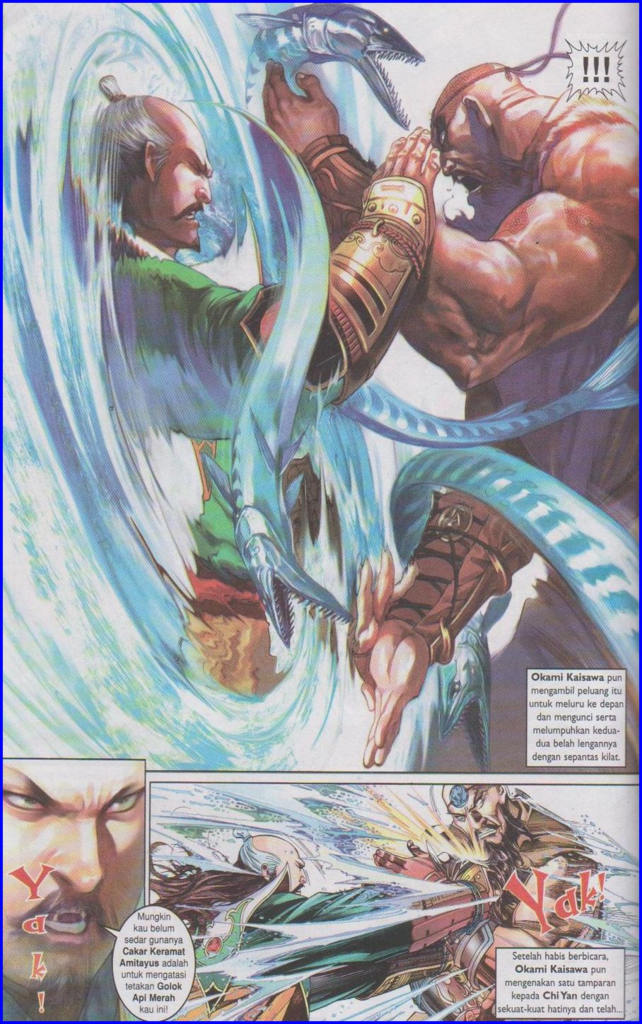 !!!
Okami Kaisawa pun
mengambil peluang itu
untuk meluru ke depan
dan mengunci serta
melumpuhkan kedua-
dua belah lengannya
dengan sepantas kilat.
Yak!
Mungkin
kau belum
sedar gunanya
Cakar Keramat
Amitayus adalah
untuk mengatasi
tetakan Golok
Api Merah
kau ini!
Yak!
Setelah habis berbicara,
Okami Kaisawa pun
mengenakan satu tamparan
kepada Chi Yan dengan
sekuat-kuat hatinya dan telah...